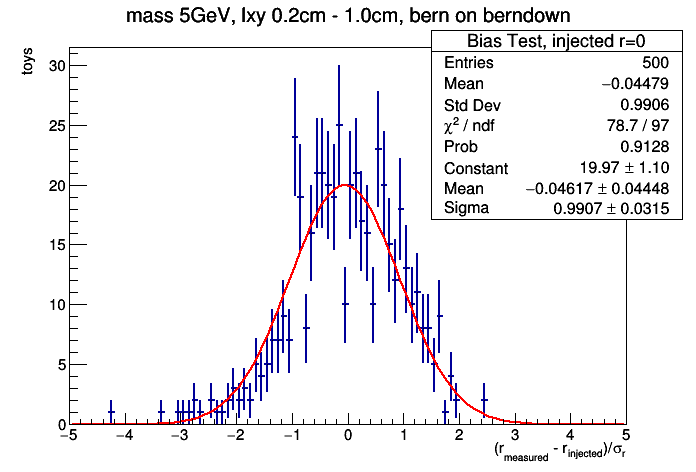 mass 5GeV, lxy 0.2cm - 1.0cm, bern on berndown
Bias Test, injected r=0
Entries 500
Mean −0.04479
Std Dev 0.9906
χ² / ndf 78.7 / 97
Prob 0.9128
Constant 19.97 ± 1.10
Mean −0.04617 ± 0.04448
Sigma 0.9907 ± 0.0315
toys
30
25
20
15
10
5
0
−5 −4 −3 −2 −1 0 1 2 3 4 5
(r_measured - r_injected)/σ_r